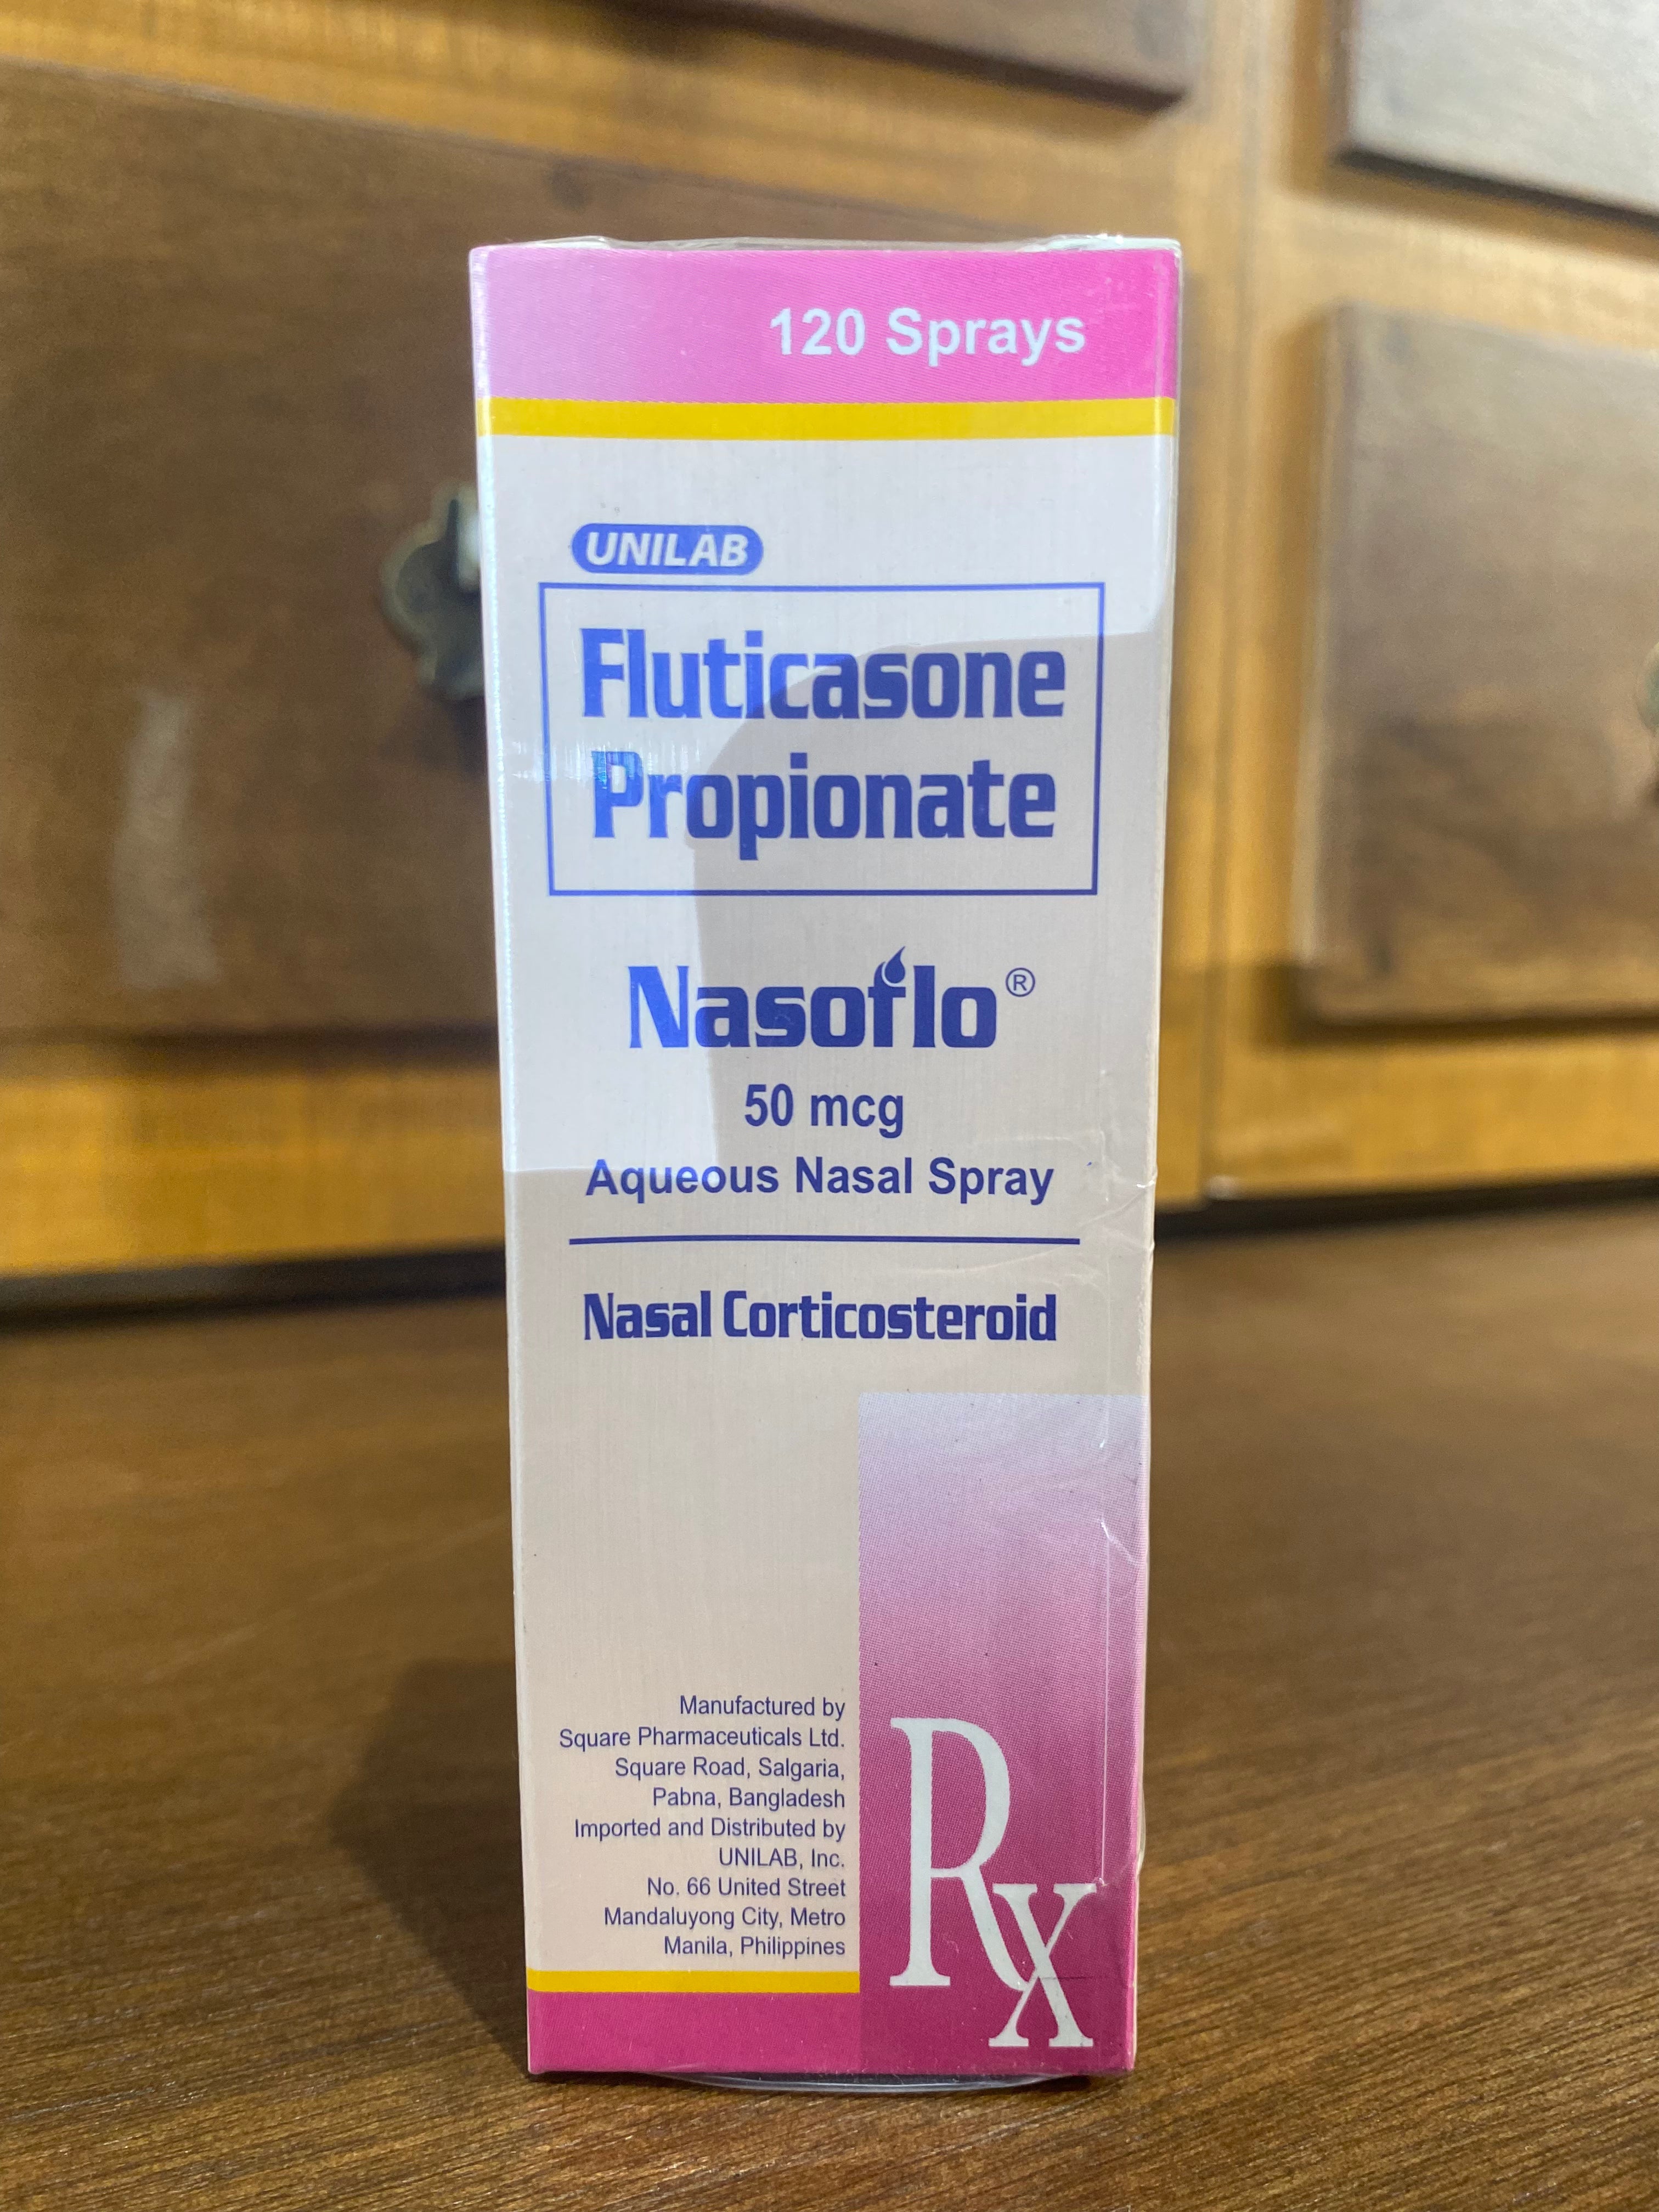 120 Sprays
UNILAB
Fluticasone
Propionate
Nasoflo®
50 mcg
Aqueous Nasal Spray
Nasal Corticosteroid
Manufactured by
Square Pharmaceuticals Ltd.
Square Road, Salgaria,
Pabna, Bangladesh
Imported and Distributed by
UNILAB, Inc.
No. 66 United Street
Mandaluyong City, Metro
Manila, Philippines
Rx